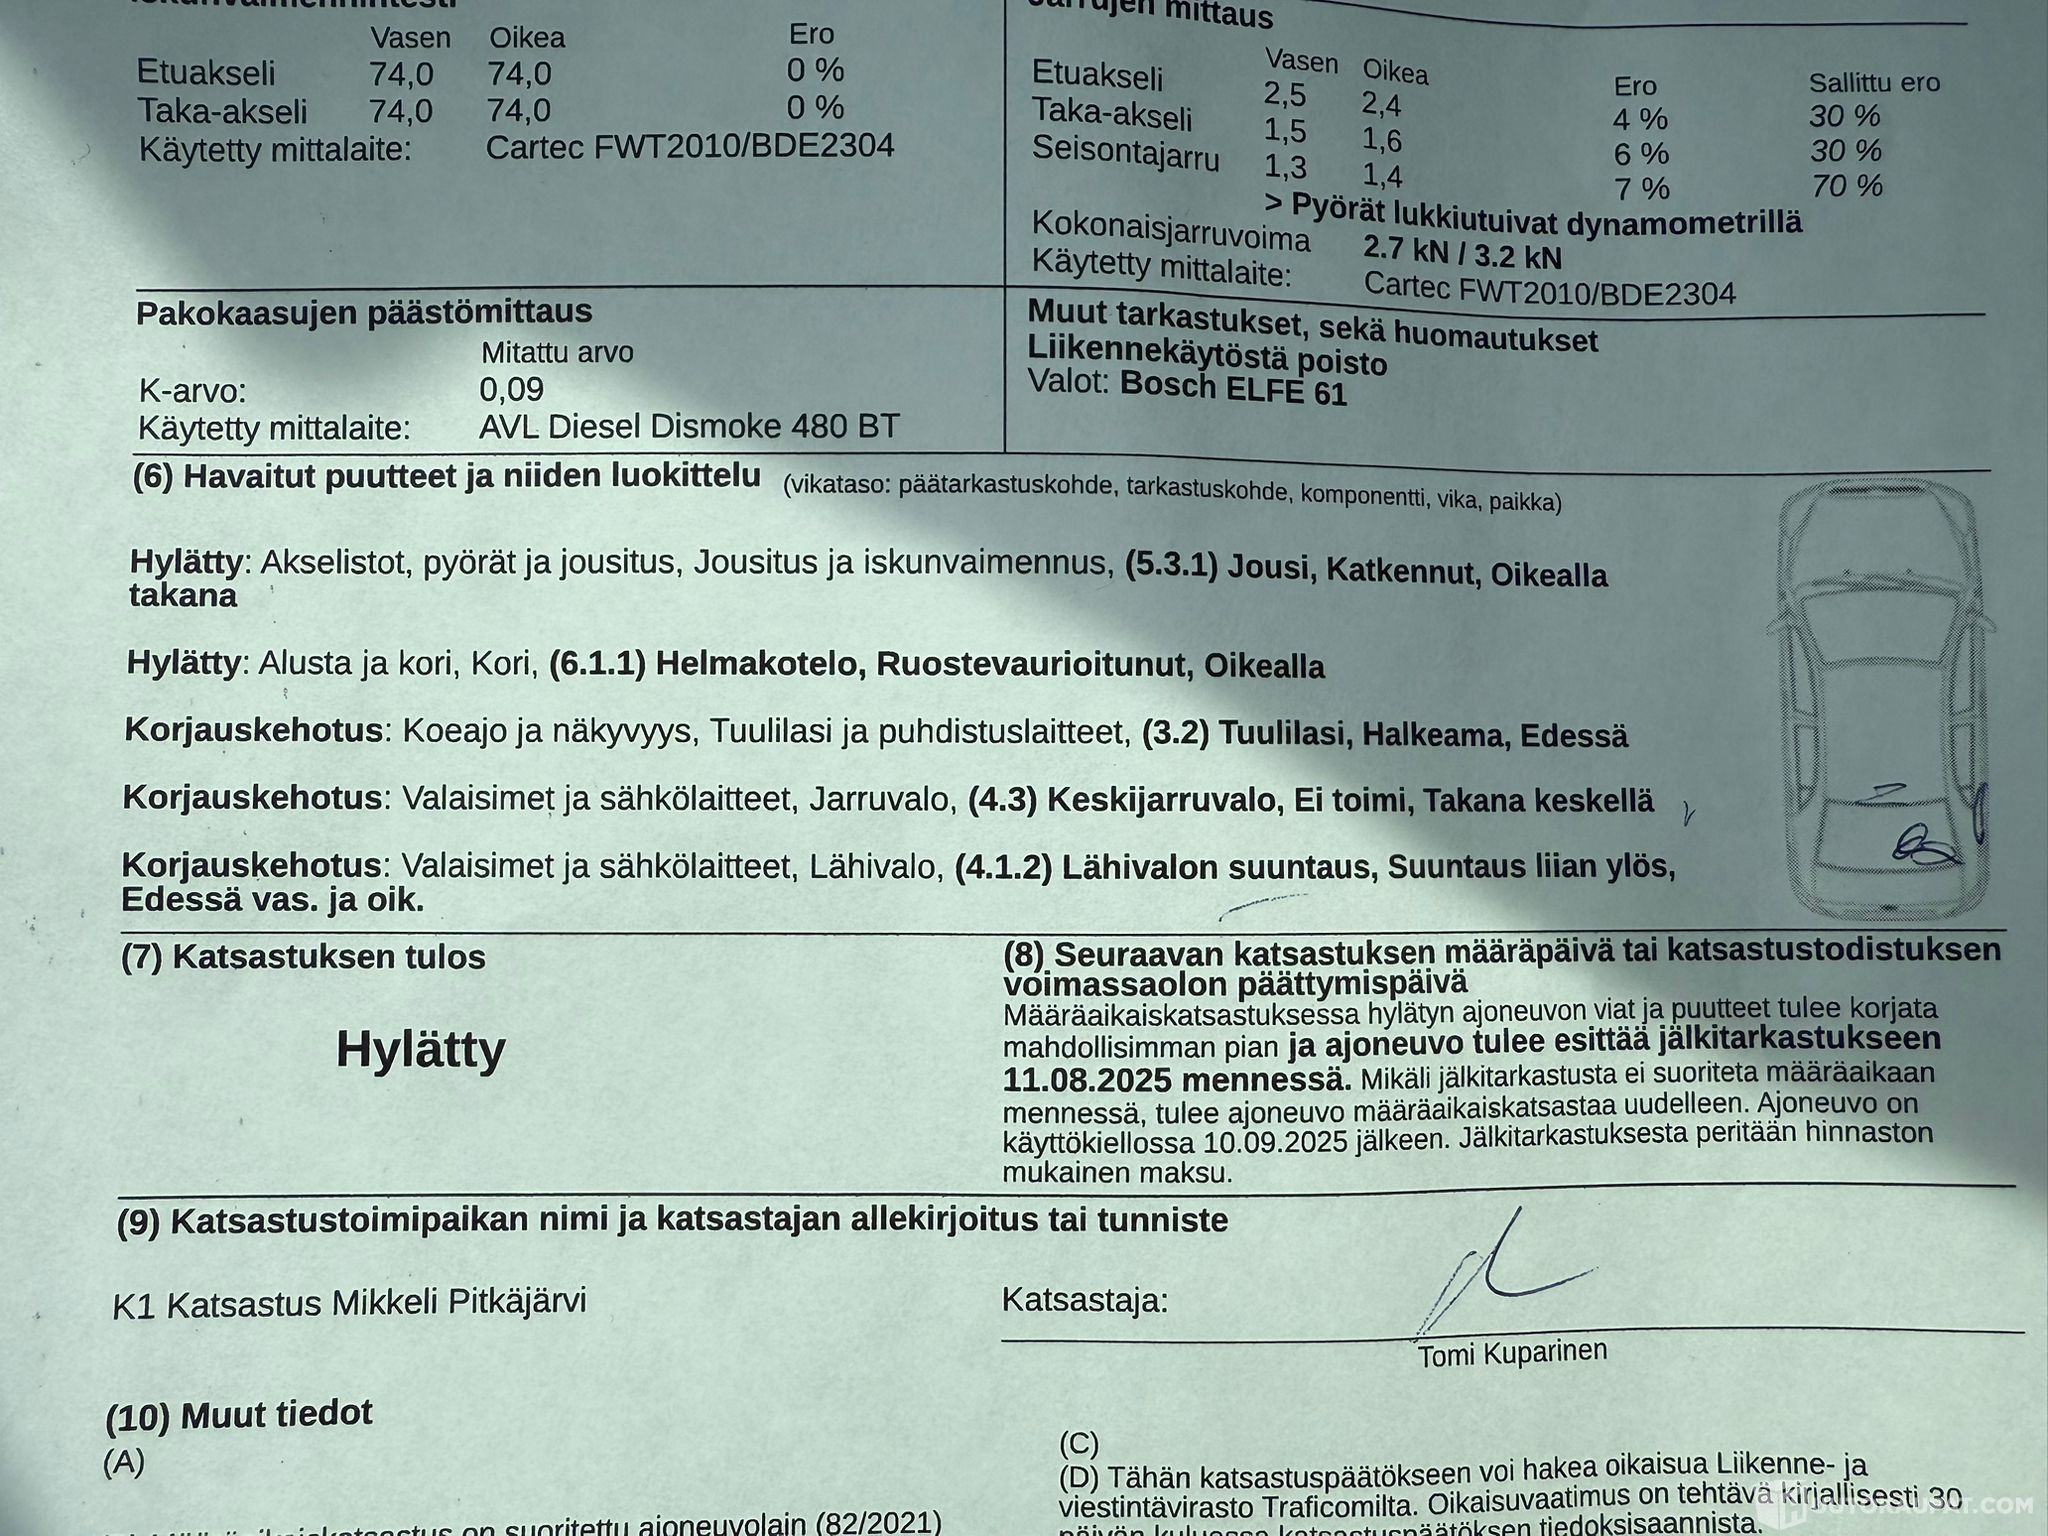 Iskunvaimennintesti
Vasen Oikea Ero
Etuakseli 74,0 74,0 0 %
Taka-akseli 74,0 74,0 0 %
Käytetty mittalaite: Cartec FWT2010/BDE2304
Jarrujen mittaus
Vasen Oikea Ero Sallittu ero
Etuakseli 2,5 2,4 4 % 30 %
Taka-akseli 1,5 1,6 6 % 30 %
Seisontajarru 1,3 1,4 7 % 70 %
> Pyörät lukkiutuivat dynamometrillä
Kokonaisjarruvoima 2.7 kN / 3.2 kN
Käytetty mittalaite: Cartec FWT2010/BDE2304
Pakokaasujen päästömittaus
Mitattu arvo
K-arvo: 0,09
Käytetty mittalaite: AVL Diesel Dismoke 480 BT
Muut tarkastukset, sekä huomautukset
Liikennekäytöstä poisto
Valot: Bosch ELFE 61
(6) Havaitut puutteet ja niiden luokittelu (vikataso: päätarkastuskohde, tarkastuskohde, komponentti, vika, paikka)
Hylätty: Akselistot, pyörät ja jousitus, Jousitus ja iskunvaimennus, (5.3.1) Jousi, Katkennut, Oikealla
takana
Hylätty: Alusta ja kori, Kori, (6.1.1) Helmakotelo, Ruostevaurioitunut, Oikealla
Korjauskehotus: Koeajo ja näkyvyys, Tuulilasi ja puhdistuslaitteet, (3.2) Tuulilasi, Halkeama, Edessä
Korjauskehotus: Valaisimet ja sähkölaitteet, Jarruvalo, (4.3) Keskijarruvalo, Ei toimi, Takana keskellä
Korjauskehotus: Valaisimet ja sähkölaitteet, Lähivalo, (4.1.2) Lähivalon suuntaus, Suuntaus liian ylös,
Edessä vas. ja oik.
(7) Katsastuksen tulos
Hylätty
(8) Seuraavan katsastuksen määräpäivä tai katsastustodistuksen
voimassaolon päättymispäivä
Määräaikaiskatsastuksessa hylätyn ajoneuvon viat ja puutteet tulee korjata
mahdollisimman pian ja ajoneuvo tulee esittää jälkitarkastukseen
11.08.2025 mennessä. Mikäli jälkitarkastusta ei suoriteta määräaikaan
mennessä, tulee ajoneuvo määräaikaiskatsastaa uudelleen. Ajoneuvo on
käyttökiellossa 10.09.2025 jälkeen. Jälkitarkastuksesta peritään hinnaston
mukainen maksu.
(9) Katsastustoimipaikan nimi ja katsastajan allekirjoitus tai tunniste
K1 Katsastus Mikkeli Pitkäjärvi
Katsastaja:
Tomi Kuparinen
(10) Muut tiedot
(A)
on suoritettu ajoneuvolain (82/2021)
(C)
(D) Tähän katsastuspäätökseen voi hakea oikaisua Liikenne- ja
viestintävirasto Traficomilta. Oikaisuvaatimus on tehtävä kirjallisesti 30
päivän kuluessa katsastuspäätöksen tiedoksisaannista.